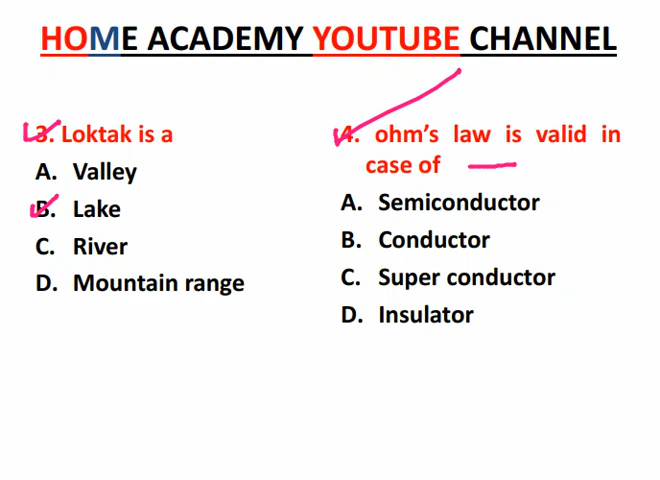 HOME ACADEMY YOUTUBE CHANNEL
3. Loktak is a
A. Valley
B. Lake
C. River
D. Mountain range
4. ohm's law is valid in
case of
A. Semiconductor
B. Conductor
C. Super conductor
D. Insulator